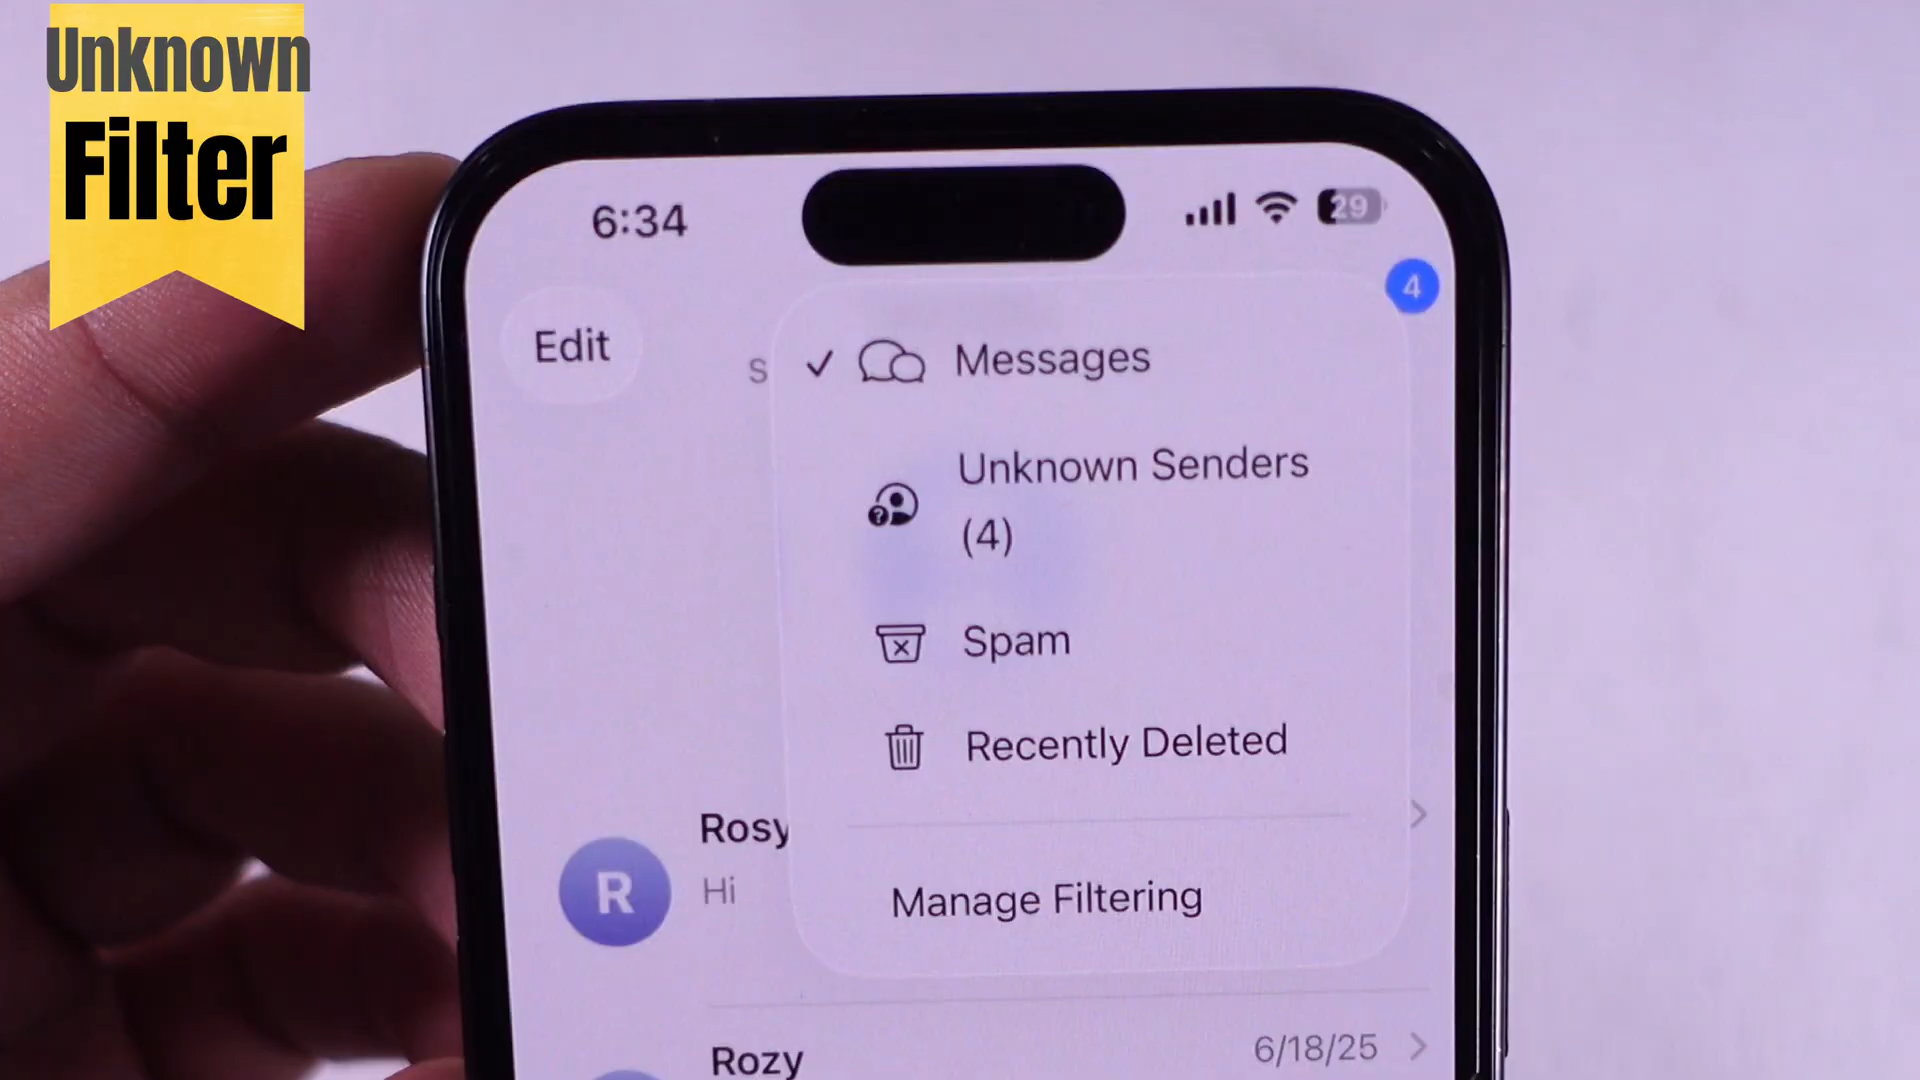 Unknown
Filter
6:34
29
4
Edit
S
Messages
Unknown Senders
(4)
Spam
Recently Deleted
Manage Filtering
Rosy
R
Hi
Rozy
6/18/25